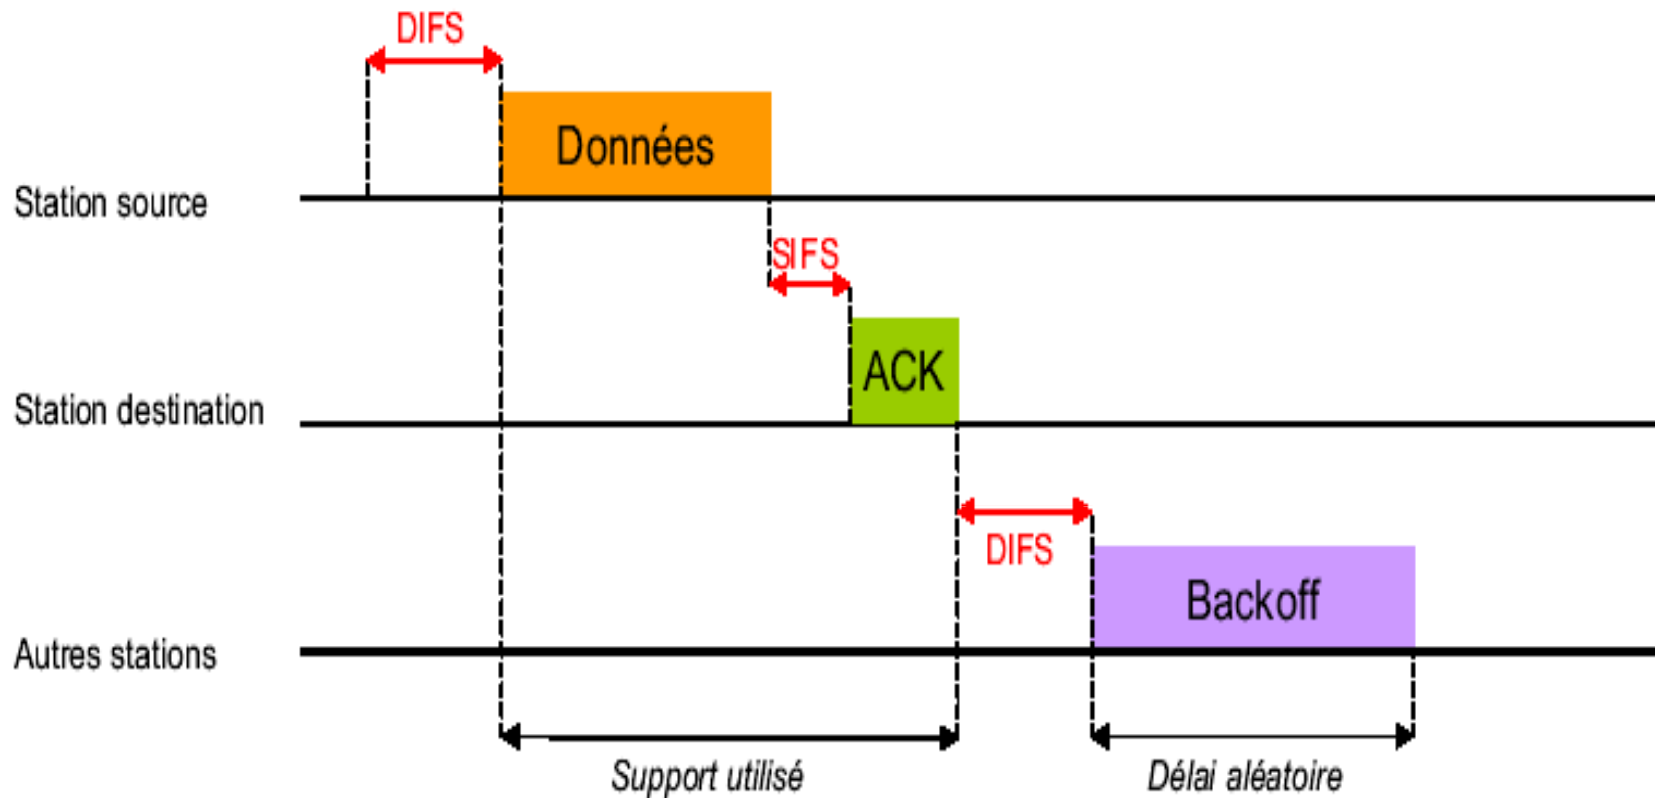 DIFS
Données
Station source
SIFS
ACK
Station destination
DIFS
Backoff
Autres stations
Support utilisé
Délai aléatoire